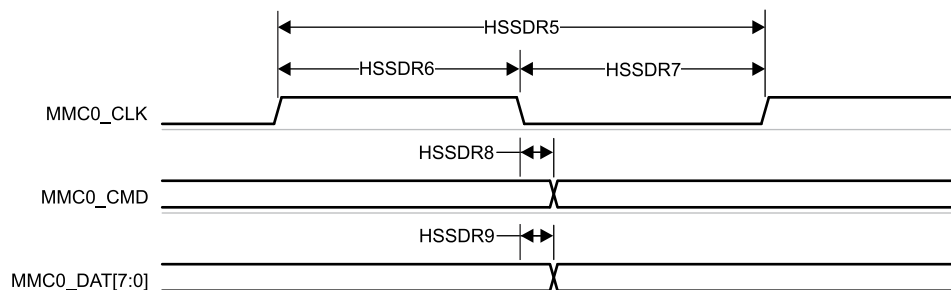 HSSDR5
HSSDR6 HSSDR7
MMC0_CLK
HSSDR8
MMC0_CMD
HSSDR9
MMC0_DAT[7:0]